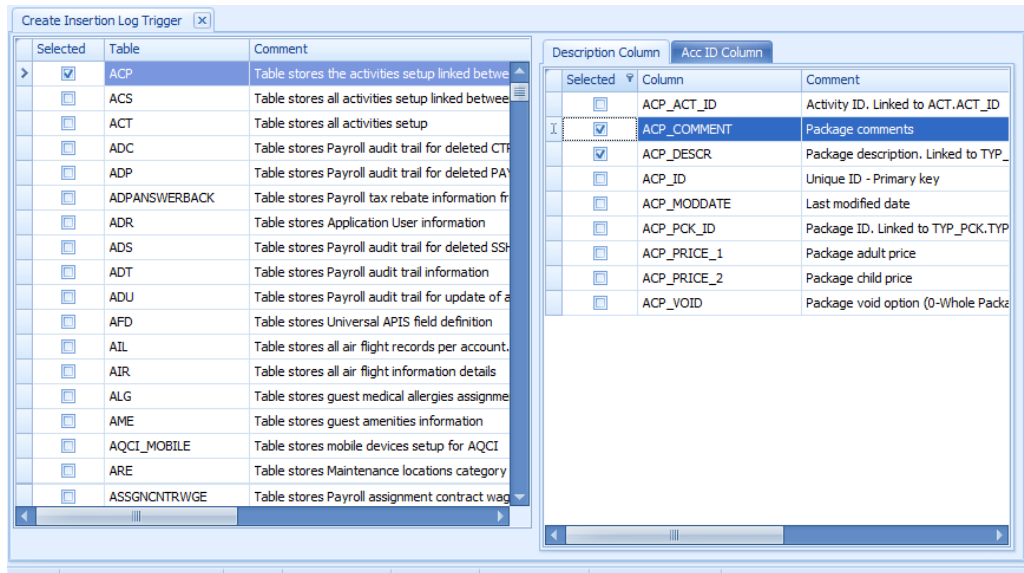 Create Insertion Log Trigger
Selected Table Comment
ACP Table stores the activities setup linked betwe
ACS Table stores all activities setup linked betwee
ACT Table stores all activities setup
ADC Table stores Payroll audit trail for deleted CTR
ADP Table stores Payroll audit trail for deleted PAY
ADPANSWERBACK Table stores Payroll tax rebate information fr
ADR Table stores Application User information
ADS Table stores Payroll audit trail for deleted SSH
ADT Table stores Payroll audit trail information
ADU Table stores Payroll audit trail for update of a
AFD Table stores Universal APIS field definition
AIL Table stores all air flight records per account.
AIR Table stores all air flight information details
ALG Table stores guest medical allergies assignme
AME Table stores guest amenities information
AQCI_MOBILE Table stores mobile devices setup for AQCI
ARE Table stores Maintenance locations category
ASSGNCNTRWGE Table stores Payroll assignment contract wag
Description Column Acc ID Column
Selected Column Comment
ACP_ACT_ID Activity ID. Linked to ACT.ACT_ID
ACP_COMMENT Package comments
ACP_DESCR Package description. Linked to TYP_
ACP_ID Unique ID - Primary key
ACP_MODDATE Last modified date
ACP_PCK_ID Package ID. Linked to TYP_PCK.TYP
ACP_PRICE_1 Package adult price
ACP_PRICE_2 Package child price
ACP_VOID Package void option (0-Whole Packa